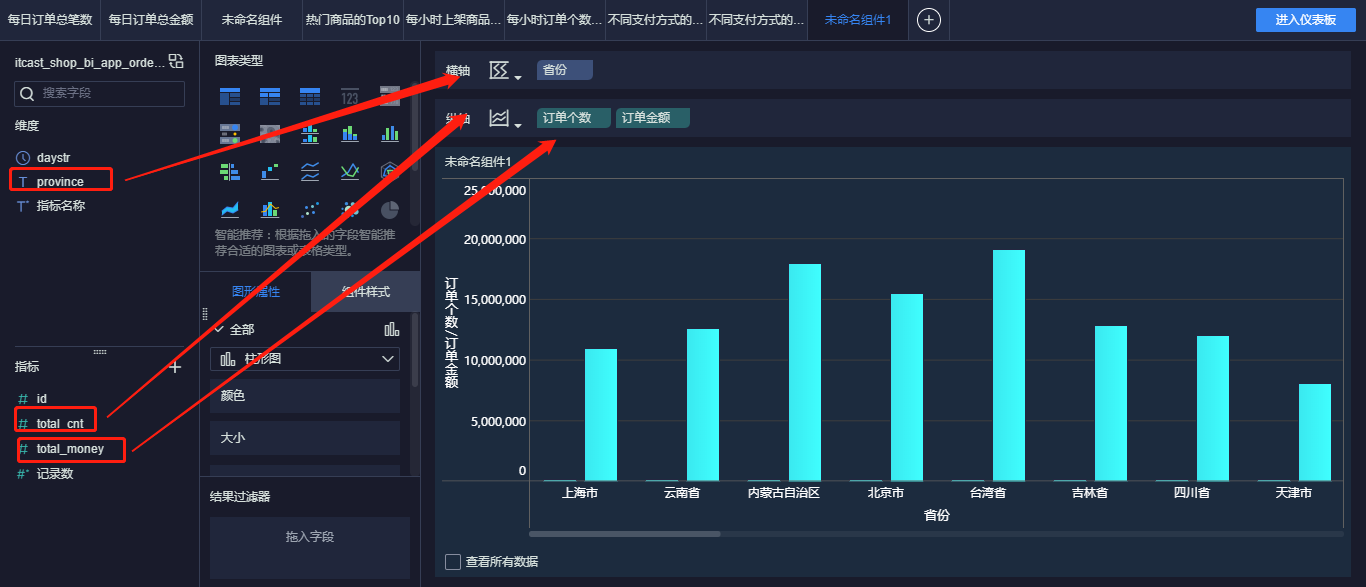 每日订单总笔数
每日订单总金额
未命名组件
热门商品的Top10
每小时上架商品...
每小时订单个数...
不同支付方式的...
不同支付方式的...
未命名组件1
进入仪表板
itcast_shop_bi_app_orde...
搜索字段
维度
daystr
T province
T* 指标名称
指标
# id
# total_cnt
# total_money
#* 记录数
图表类型
123
智能推荐：根据拖入的字段智能推
荐合适的图表或表格类型。
图形属性
组件样式
全部
柱形图
颜色
大小
结果过滤器
拖入字段
横轴
省份
纵轴
订单个数
订单金额
未命名组件1
订单个数/订单金额
25,000,000
20,000,000
15,000,000
10,000,000
5,000,000
0
上海市
云南省
内蒙古自治区
北京市
台湾省
吉林省
四川省
天津市
省份
查看所有数据